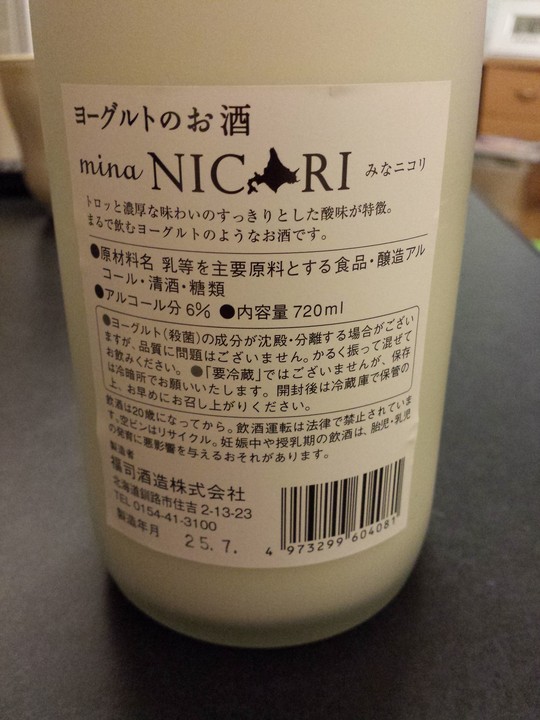 ヨーグルトのお酒
mina NIC RI みなニコリ
トロッと濃厚な味わいのすっきりとした酸味が特徴。
まるで飲むヨーグルトのようなお酒です。
●原材料名 乳等を主要原料とする食品・醸造アル
コール・清酒・糖類
●アルコール分 6% ●内容量 720ml
●ヨーグルト(殺菌)の成分が沈殿・分離する場合がござい
ますが、品質に問題はございません。かるく振って混ぜて
お飲みください。 ●「要冷蔵」ではございませんが、保存
は冷暗所でお願いいたします。開封後は冷蔵庫で保管の
上、お早めにお召し上がりください。
飲酒は20歳になってから。飲酒運転は法律で禁止されていま
す。空ビンはリサイクル。妊娠中や授乳期の飲酒は、胎児・乳児
の発育に悪影響を与えるおそれがあります。
製造者
福司酒造株式会社
北海道釧路市住吉 2-13-23
TEL 0154-41-3100
製造年月 25.7.
4 973299 604081